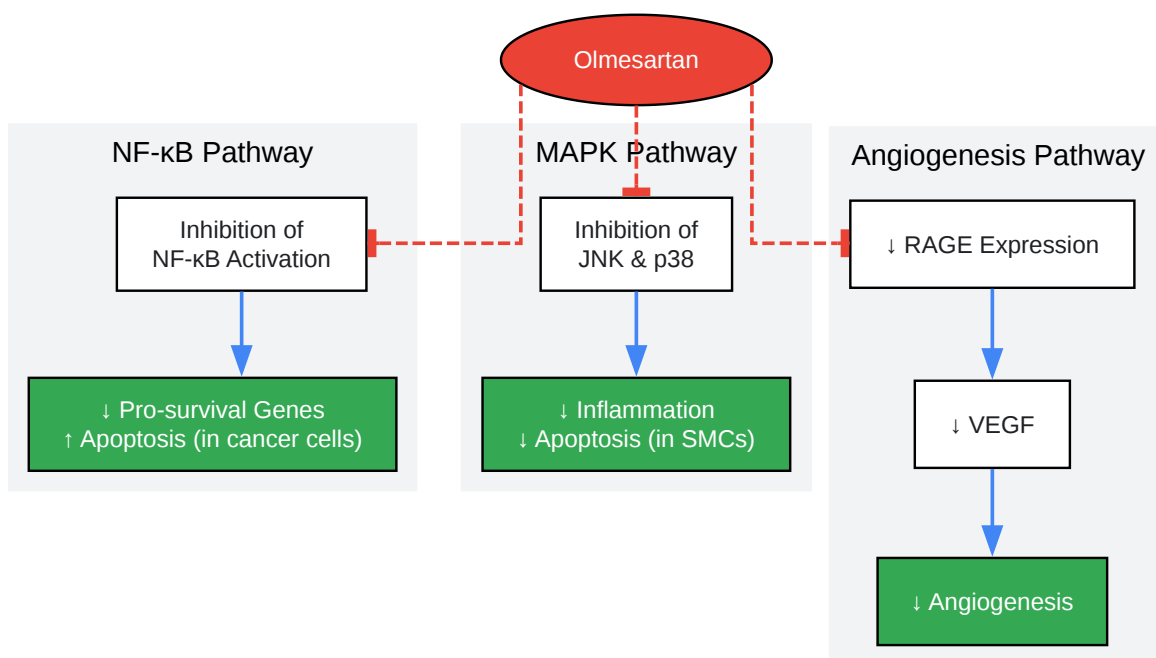 Olmesartan
NF-κB Pathway
Inhibition of
NF-κB Activation
↓ Pro-survival Genes
↑ Apoptosis (in cancer cells)
MAPK Pathway
Inhibition of
JNK & p38
↓ Inflammation
↓ Apoptosis (in SMCs)
Angiogenesis Pathway
↓ RAGE Expression
↓ VEGF
↓ Angiogenesis